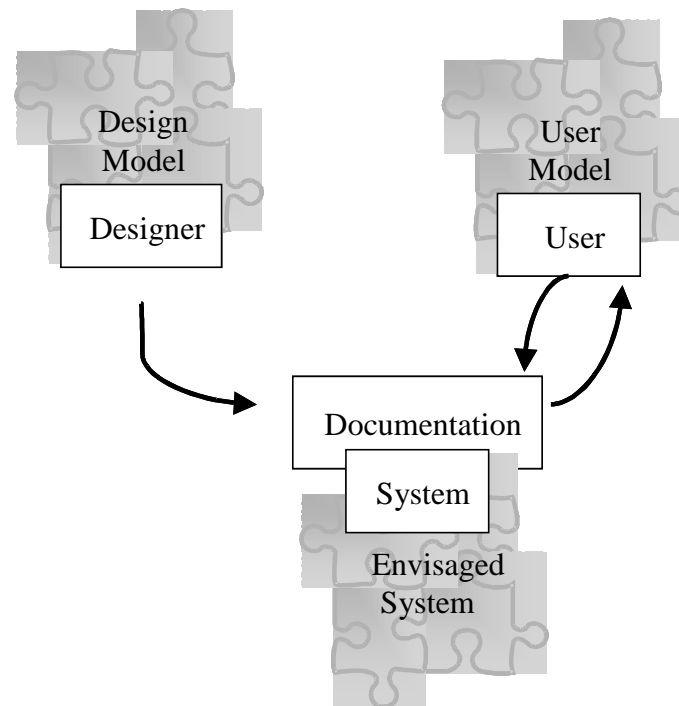 Design
Model
Designer
User
Model
User
Documentation
System
Envisaged
System